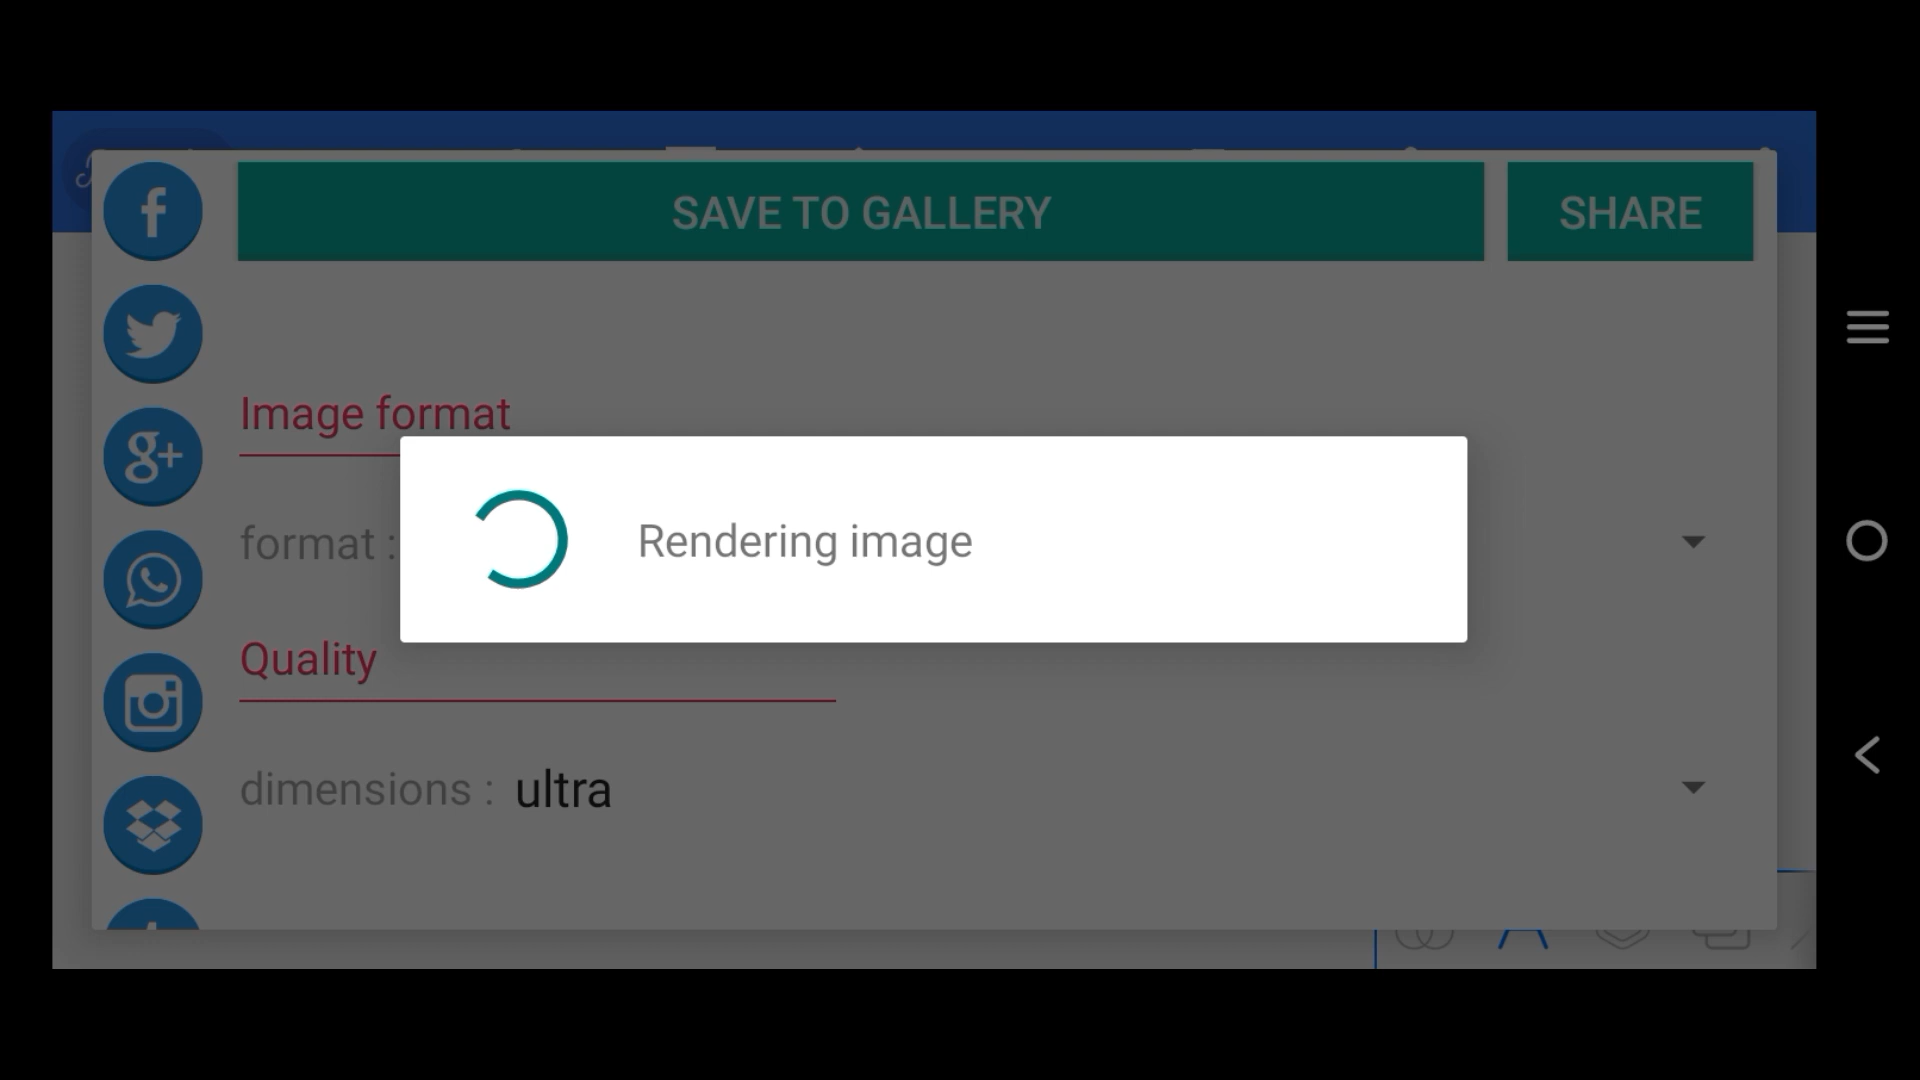 SAVE TO GALLERY
SHARE
Image format
format :
Rendering image
Quality
dimensions : ultra